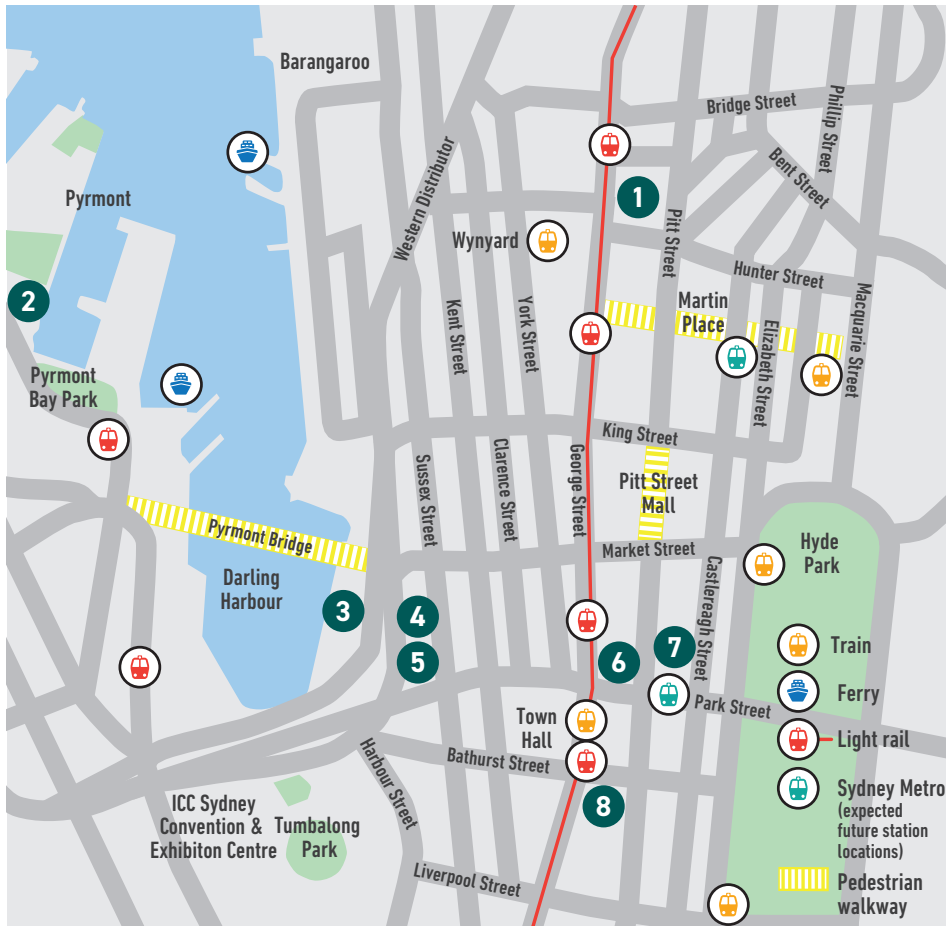 Barangaroo
Bridge Street
Phillip Street
Bent Street
Western Distributor
1
Pyrmont
Pitt Street
Wynyard
Hunter Street
2
Martin
Place
Macquarie Street
Kent Street
York Street
Elizabeth Street
Pyrmont
Bay Park
King Street
George Street
Sussex Street
Clarence Street
Pitt Street
Mall
Pyrmont Bridge
Market Street
Hyde
Park
Darling
Harbour
Castlereagh Street
3
4
5
6
7
Train
Ferry
Park Street
Town
Hall
Light rail
Harbour Street
Bathurst Street
8
Sydney Metro
(expected
future station
locations)
ICC Sydney
Convention &
Exhibiton Centre
Tumbalong
Park
Liverpool Street
Pedestrian
walkway